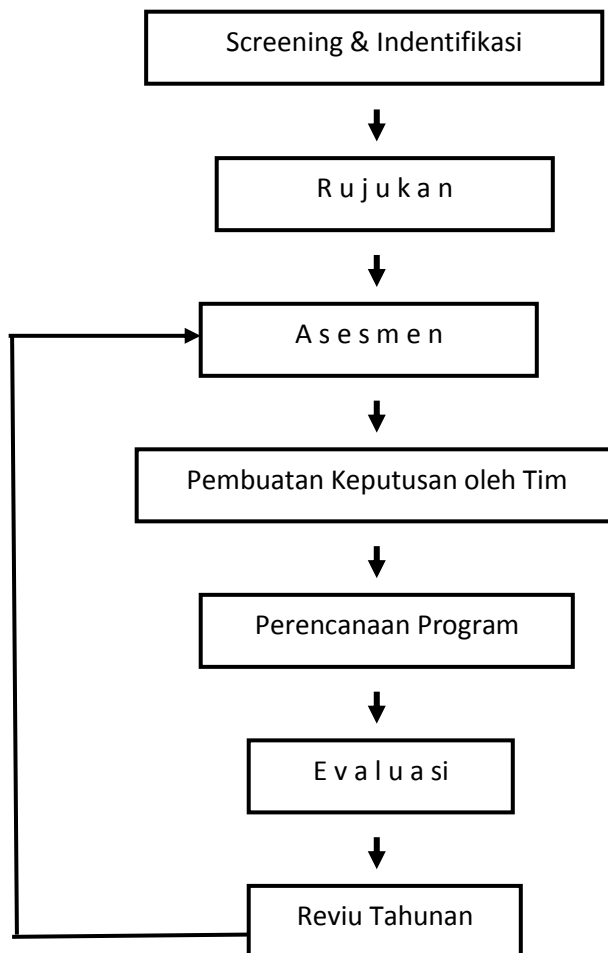 Screening & Indentifikasi
R u j u k a n
A s e s m e n
Pembuatan Keputusan oleh Tim
Perencanaan Program
E v a l u a si
Reviu Tahunan